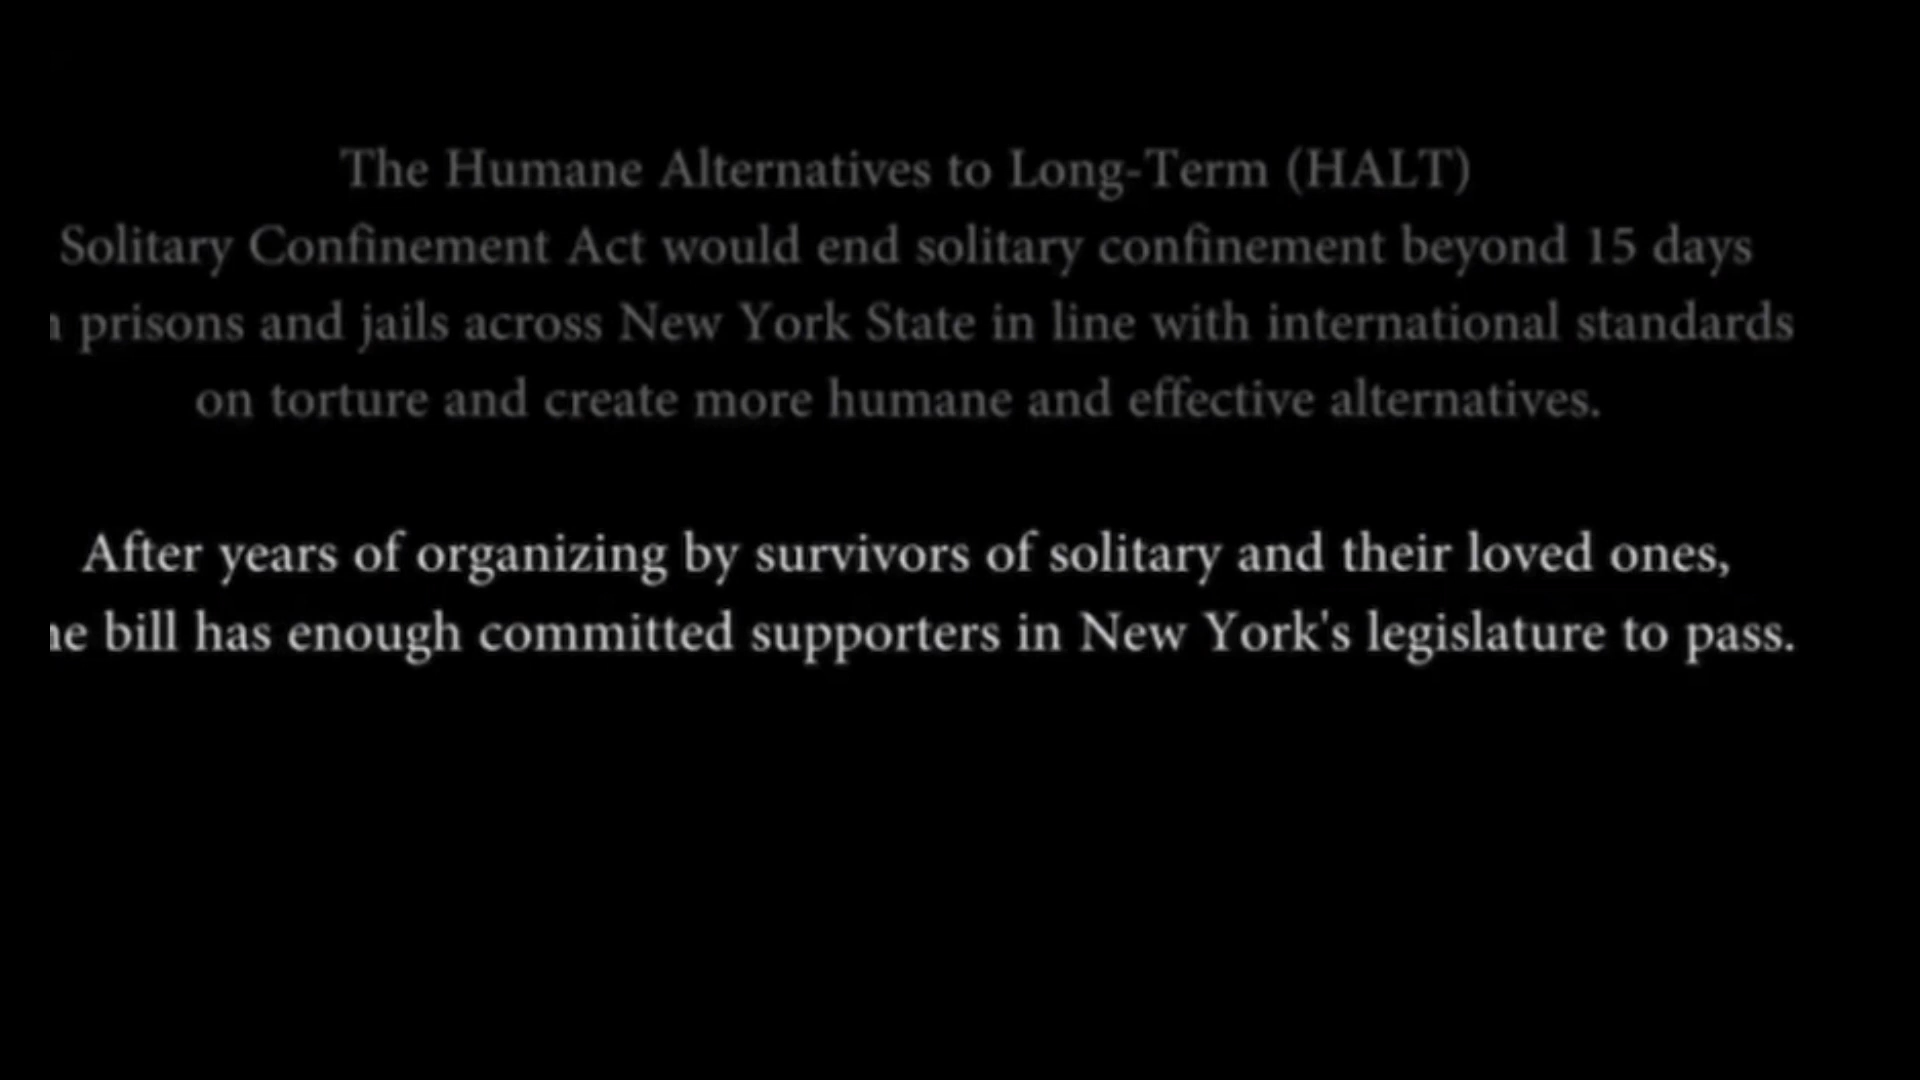 The Humane Alternatives to Long-Term (HALT)
Solitary Confinement Act would end solitary confinement beyond 15 days
prisons and jails across New York State in line with international standards
on torture and create more humane and effective alternatives.
After years of organizing by survivors of solitary and their loved ones,
bill has enough committed supporters in New York's legislature to pass.